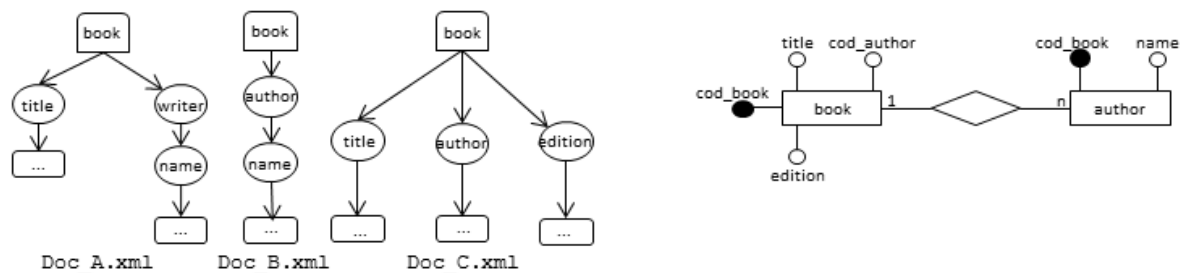 book
title
writer
...
name
...
Doc A.xml
book
author
name
...
Doc B.xml
book
title
author
edition
...
...
...
Doc C.xml
title
cod_author
cod_book
name
cod_book
book
1
n
author
edition